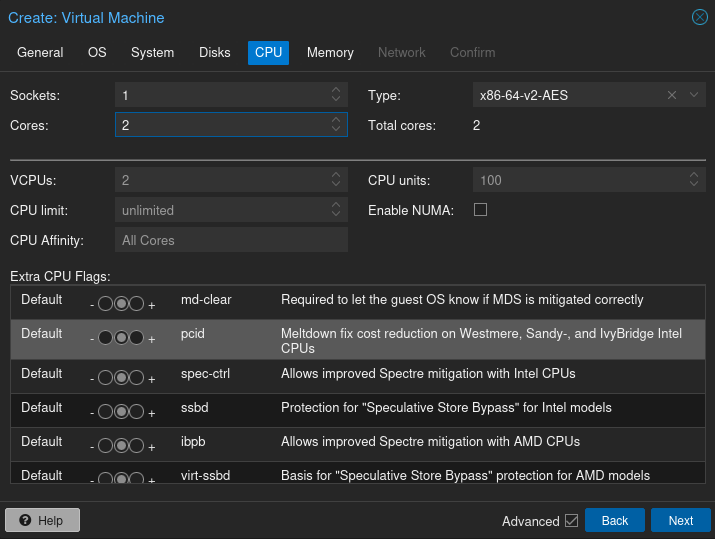 Create: Virtual Machine
General OS System Disks CPU Memory Network Confirm
Sockets: 1 Type: x86-64-v2-AES
Cores: 2 Total cores: 2
VCPUs: 2 CPU units: 100
CPU limit: unlimited Enable NUMA:
CPU Affinity: All Cores
Extra CPU Flags:
Default - + md-clear Required to let the guest OS know if MDS is mitigated correctly
Default - + pcid Meltdown fix cost reduction on Westmere, Sandy-, and IvyBridge Intel
CPUs
Default - + spec-ctrl Allows improved Spectre mitigation with Intel CPUs
Default - + ssbd Protection for "Speculative Store Bypass" for Intel models
Default - + ibpb Allows improved Spectre mitigation with AMD CPUs
Default - + virt-ssbd Basis for "Speculative Store Bypass" protection for AMD models
? Help Advanced Back Next